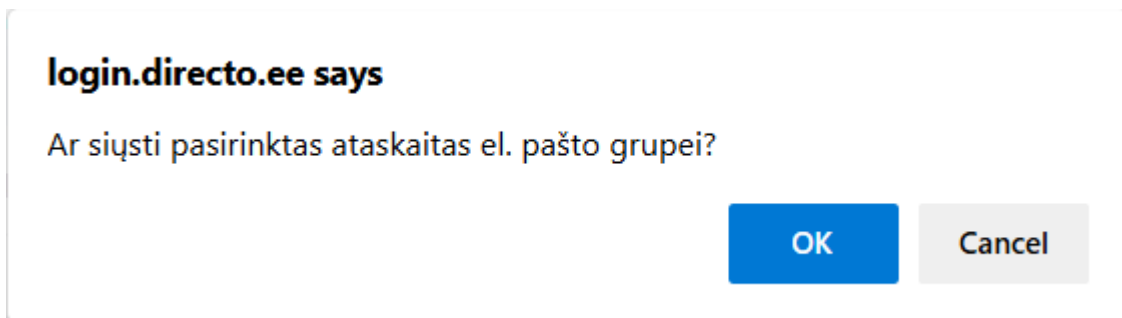 login.directo.ee says
Ar siųsti pasirinktas ataskaitas el. pašto grupei?
OK
Cancel